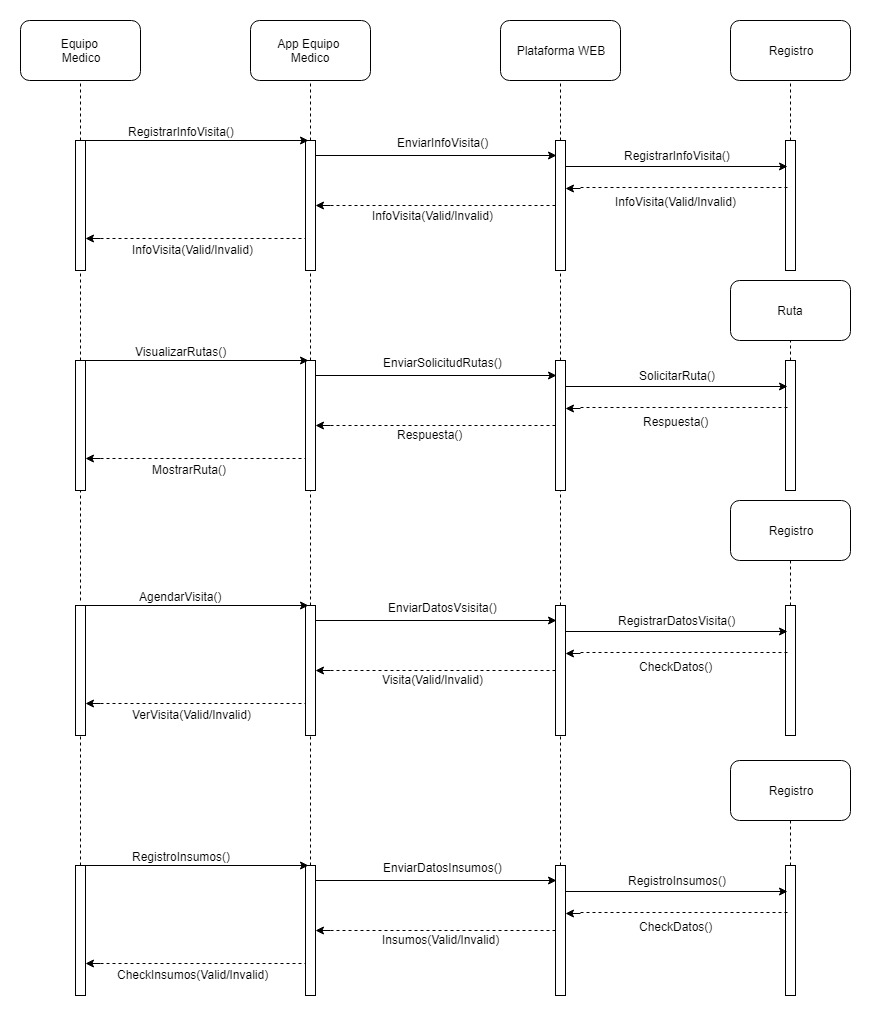 Equipo
Medico
App Equipo
Medico
Plataforma WEB
Registro
RegistrarInfoVisita()
EnviarInfoVisita()
RegistrarInfoVisita()
InfoVisita(Valid/Invalid)
InfoVisita(Valid/Invalid)
InfoVisita(Valid/Invalid)
Ruta
VisualizarRutas()
EnviarSolicitudRutas()
SolicitarRuta()
Respuesta()
Respuesta()
MostrarRuta()
Registro
AgendarVisita()
EnviarDatosVsisita()
RegistrarDatosVisita()
CheckDatos()
Visita(Valid/Invalid)
VerVisita(Valid/Invalid)
Registro
RegistroInsumos()
EnviarDatosInsumos()
RegistroInsumos()
CheckDatos()
Insumos(Valid/Invalid)
CheckInsumos(Valid/Invalid)